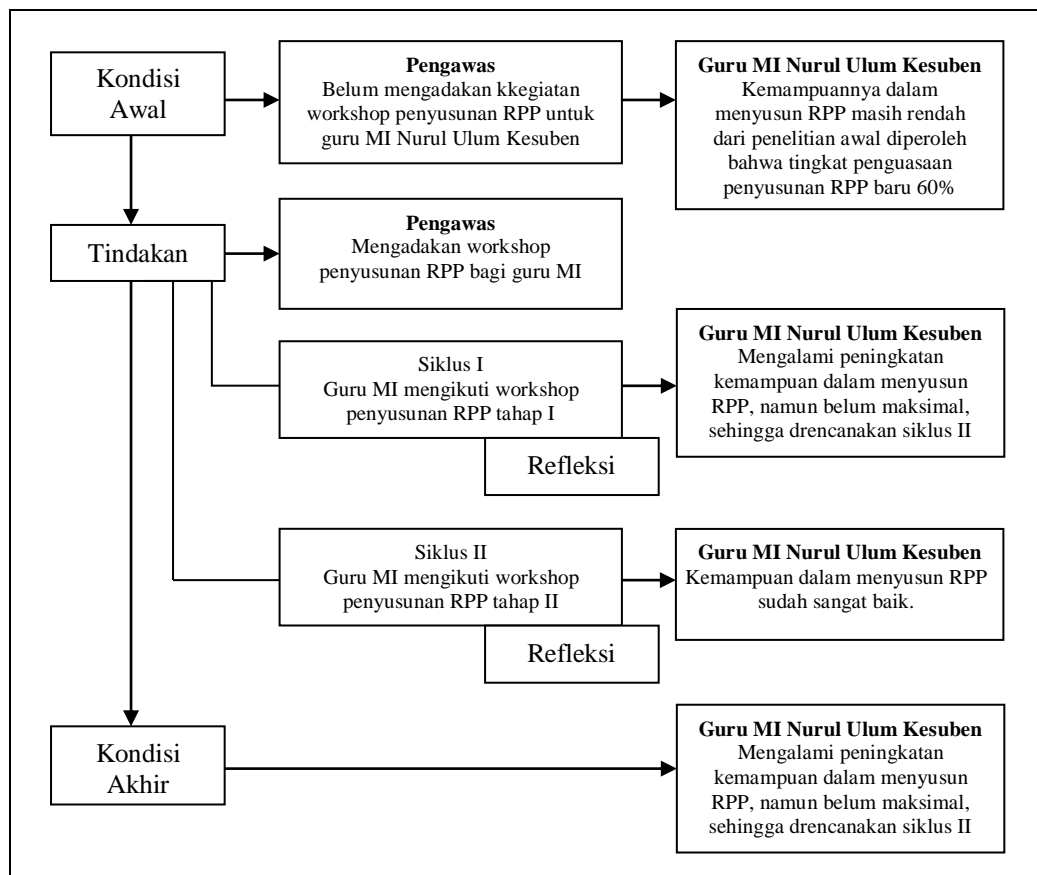 Kondisi
Awal
Pengawas
Belum mengadakan kkegiatan
workshop penyusunan RPP untuk
guru MI Nurul Ulum Kesuben
Guru MI Nurul Ulum Kesuben
Kemampuannya dalam
menyusun RPP masih rendah
dari penelitian awal diperoleh
bahwa tingkat penguasaan
penyusunan RPP baru 60%
Tindakan
Pengawas
Mengadakan workshop
penyusunan RPP bagi guru MI
Siklus I
Guru MI mengikuti workshop
penyusunan RPP tahap I
Refleksi
Guru MI Nurul Ulum Kesuben
Mengalami peningkatan
kemampuan dalam menyusun
RPP, namun belum maksimal,
sehingga drencanakan siklus II
Siklus II
Guru MI mengikuti workshop
penyusunan RPP tahap II
Refleksi
Guru MI Nurul Ulum Kesuben
Kemampuan dalam menyusun RPP
sudah sangat baik.
Kondisi
Akhir
Guru MI Nurul Ulum Kesuben
Mengalami peningkatan
kemampuan dalam menyusun
RPP, namun belum maksimal,
sehingga drencanakan siklus II